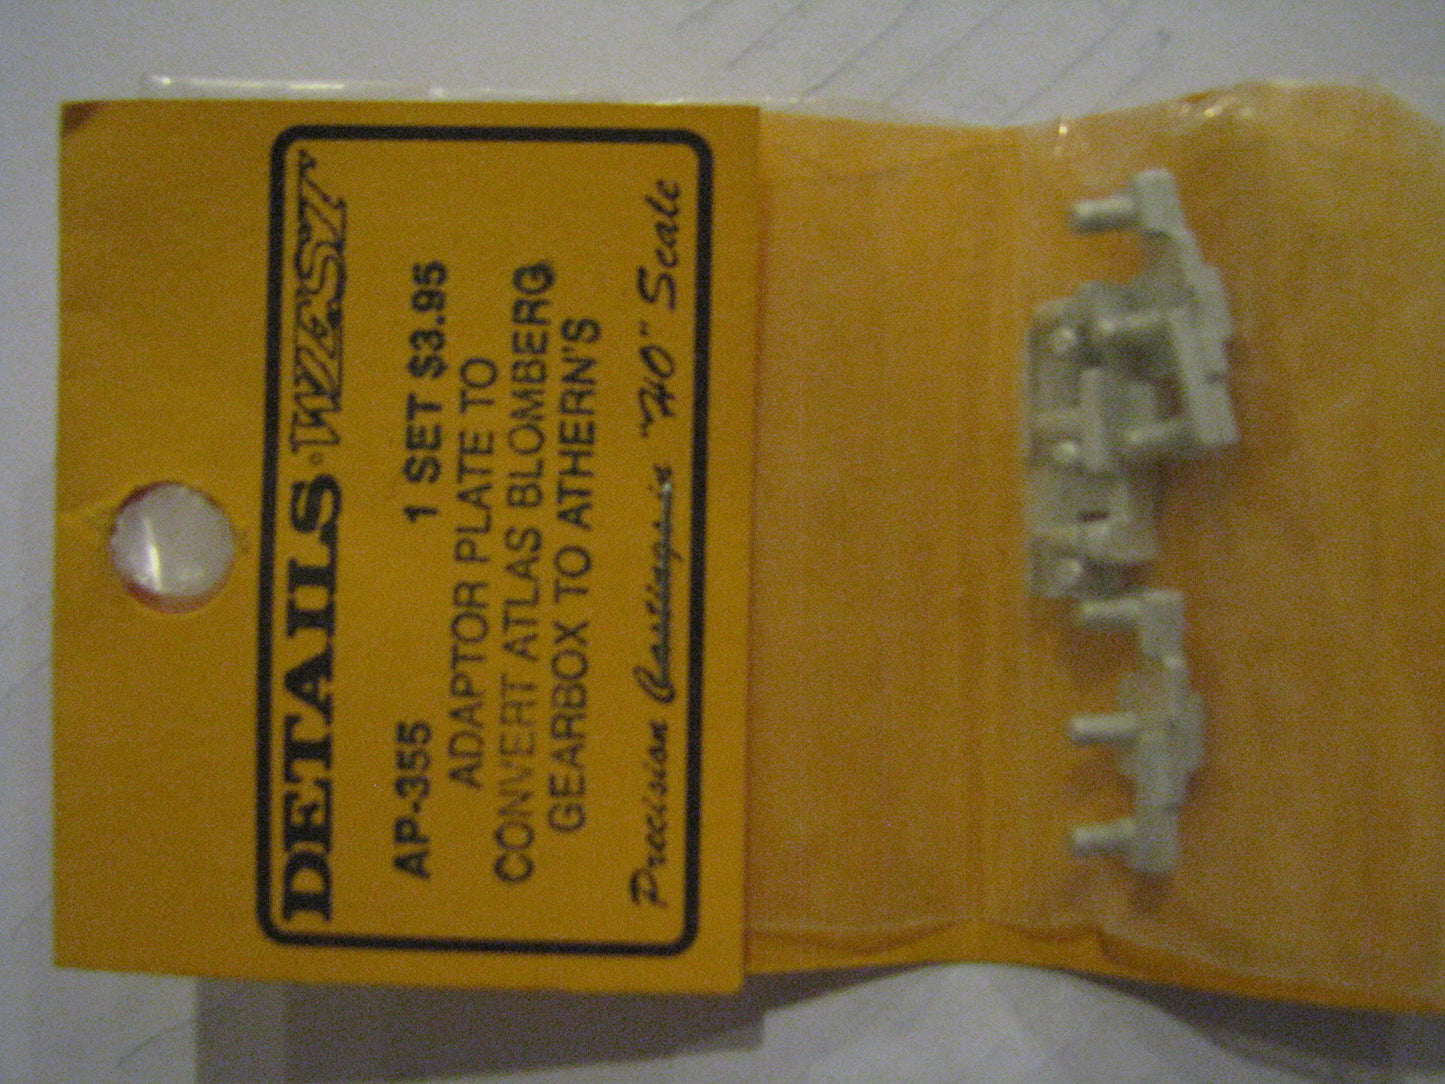 DETAILS WEST
AP-355 1 SET $3.95
ADAPTOR PLATE TO
CONVERT ATLAS BLOMBERG
GEARBOX TO ATHERN'S
Precision Castings in "HO" Scale